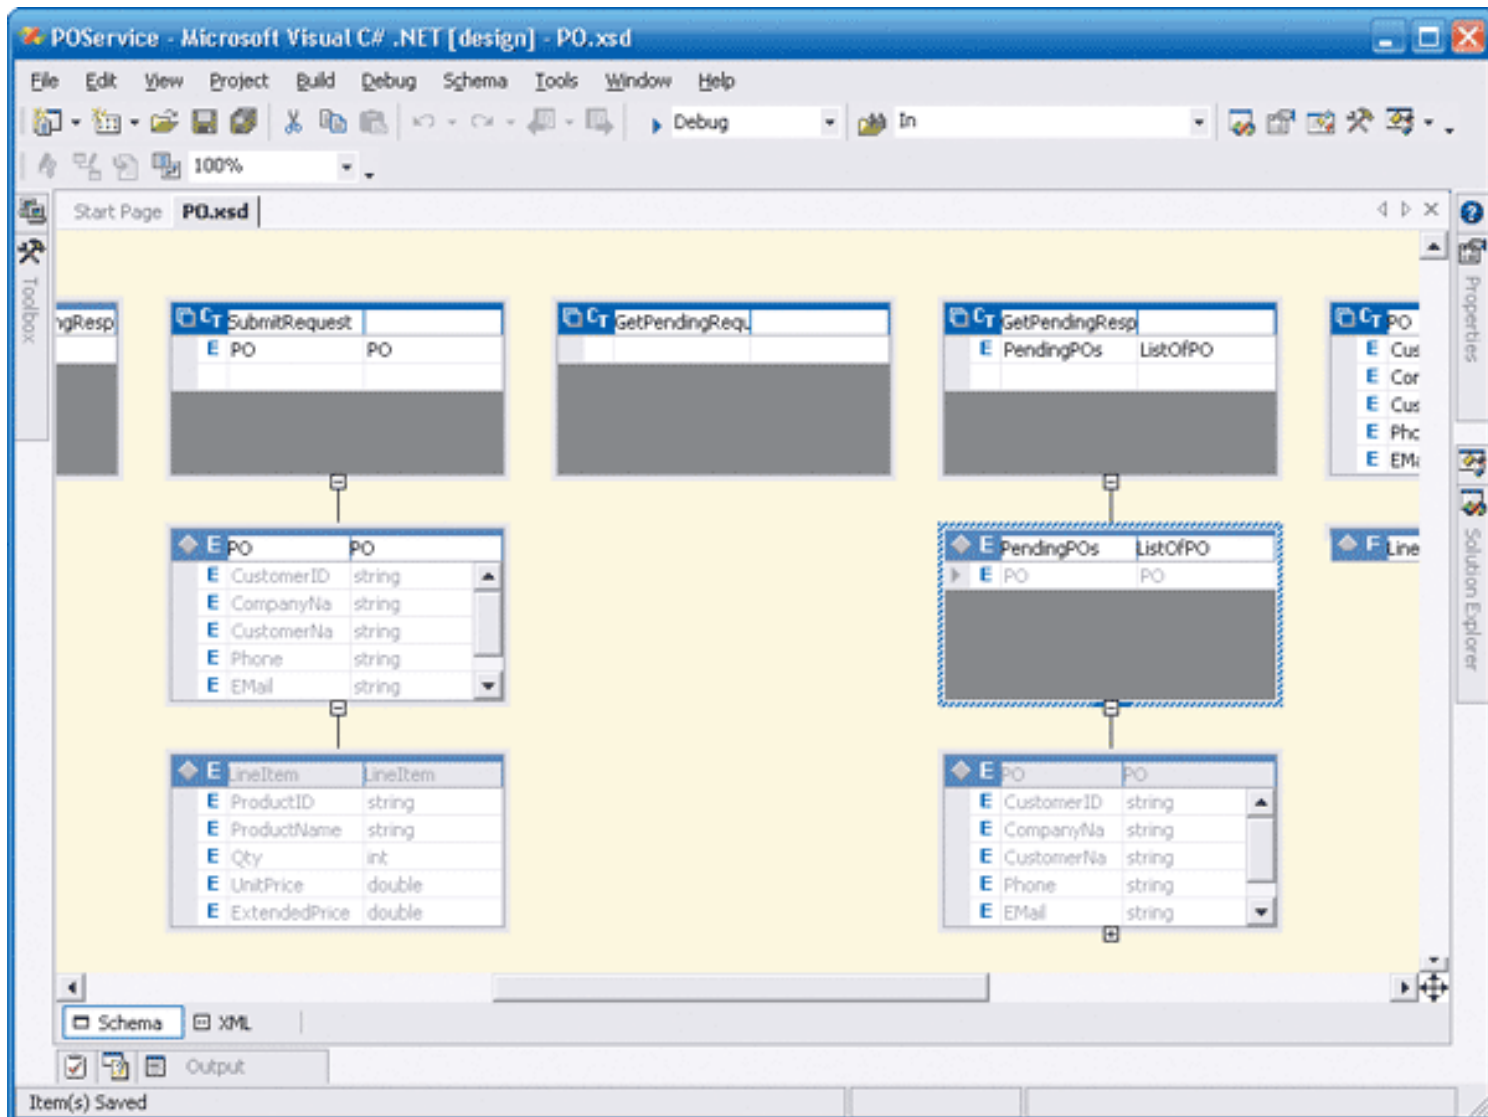 POService - Microsoft Visual C# .NET [design] - PO.xsd
File Edit View Project Build Debug Schema Tools Window Help
Debug In
100%
Start Page PO.xsd
Toolbox
Properties
Solution Explorer
ngResp
CT SubmitRequest
E PO PO
CT GetPendingRequ
CT GetPendingResp
E PendingPOs ListOfPO
CT PO
E Cus
E Cor
E Cus
E Pho
E EMa
E PO PO
E CustomerID string
E CompanyNa string
E CustomerNa string
E Phone string
E EMail string
E PendingPOs ListOfPO
E PO PO
E Line
E LineItem LineItem
E ProductID string
E ProductName string
E Qty int
E UnitPrice double
E ExtendedPrice double
E PO PO
E CustomerID string
E CompanyNa string
E CustomerNa string
E Phone string
E EMail string
Schema XML
Output
Item(s) Saved